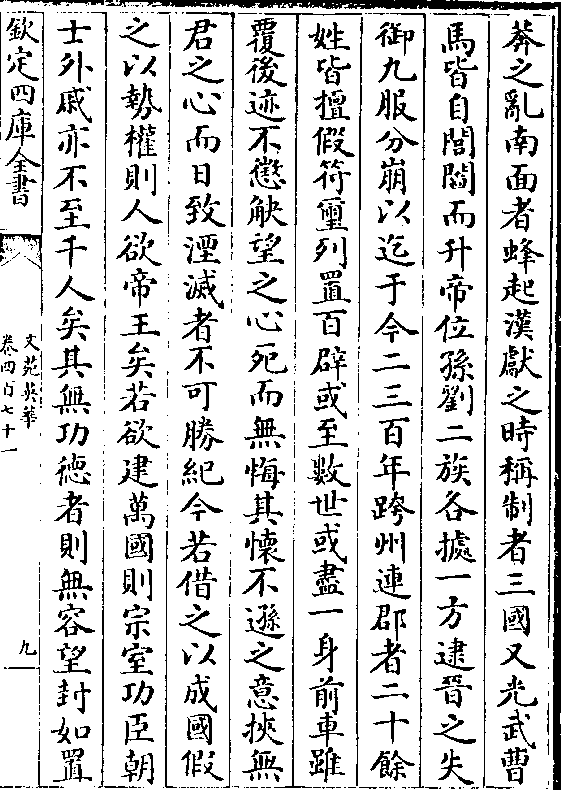 莽之亂南面者蜂起漢獻之時稱制者三國又光武曹
馬皆自閭閻而升帝位孫劉二族各據一方逮晉之失
御九服分崩以迄于今二三百年跨州連郡者二十餘
姓皆擅假符璽列置百辟或至數世或盡一身前車雖
覆後迹不懲觖望之心死而無悔其懷不遜之意挾無
君之心而日致湮滅者不可勝紀今若借之以成國假
之以勢權則人欲帝王矣若欲建萬國則宗室功臣朝
士外戚亦不至千人矣其無功德者則無容望封如置
欽定四庫全書
文苑英華
卷四百七十一
九